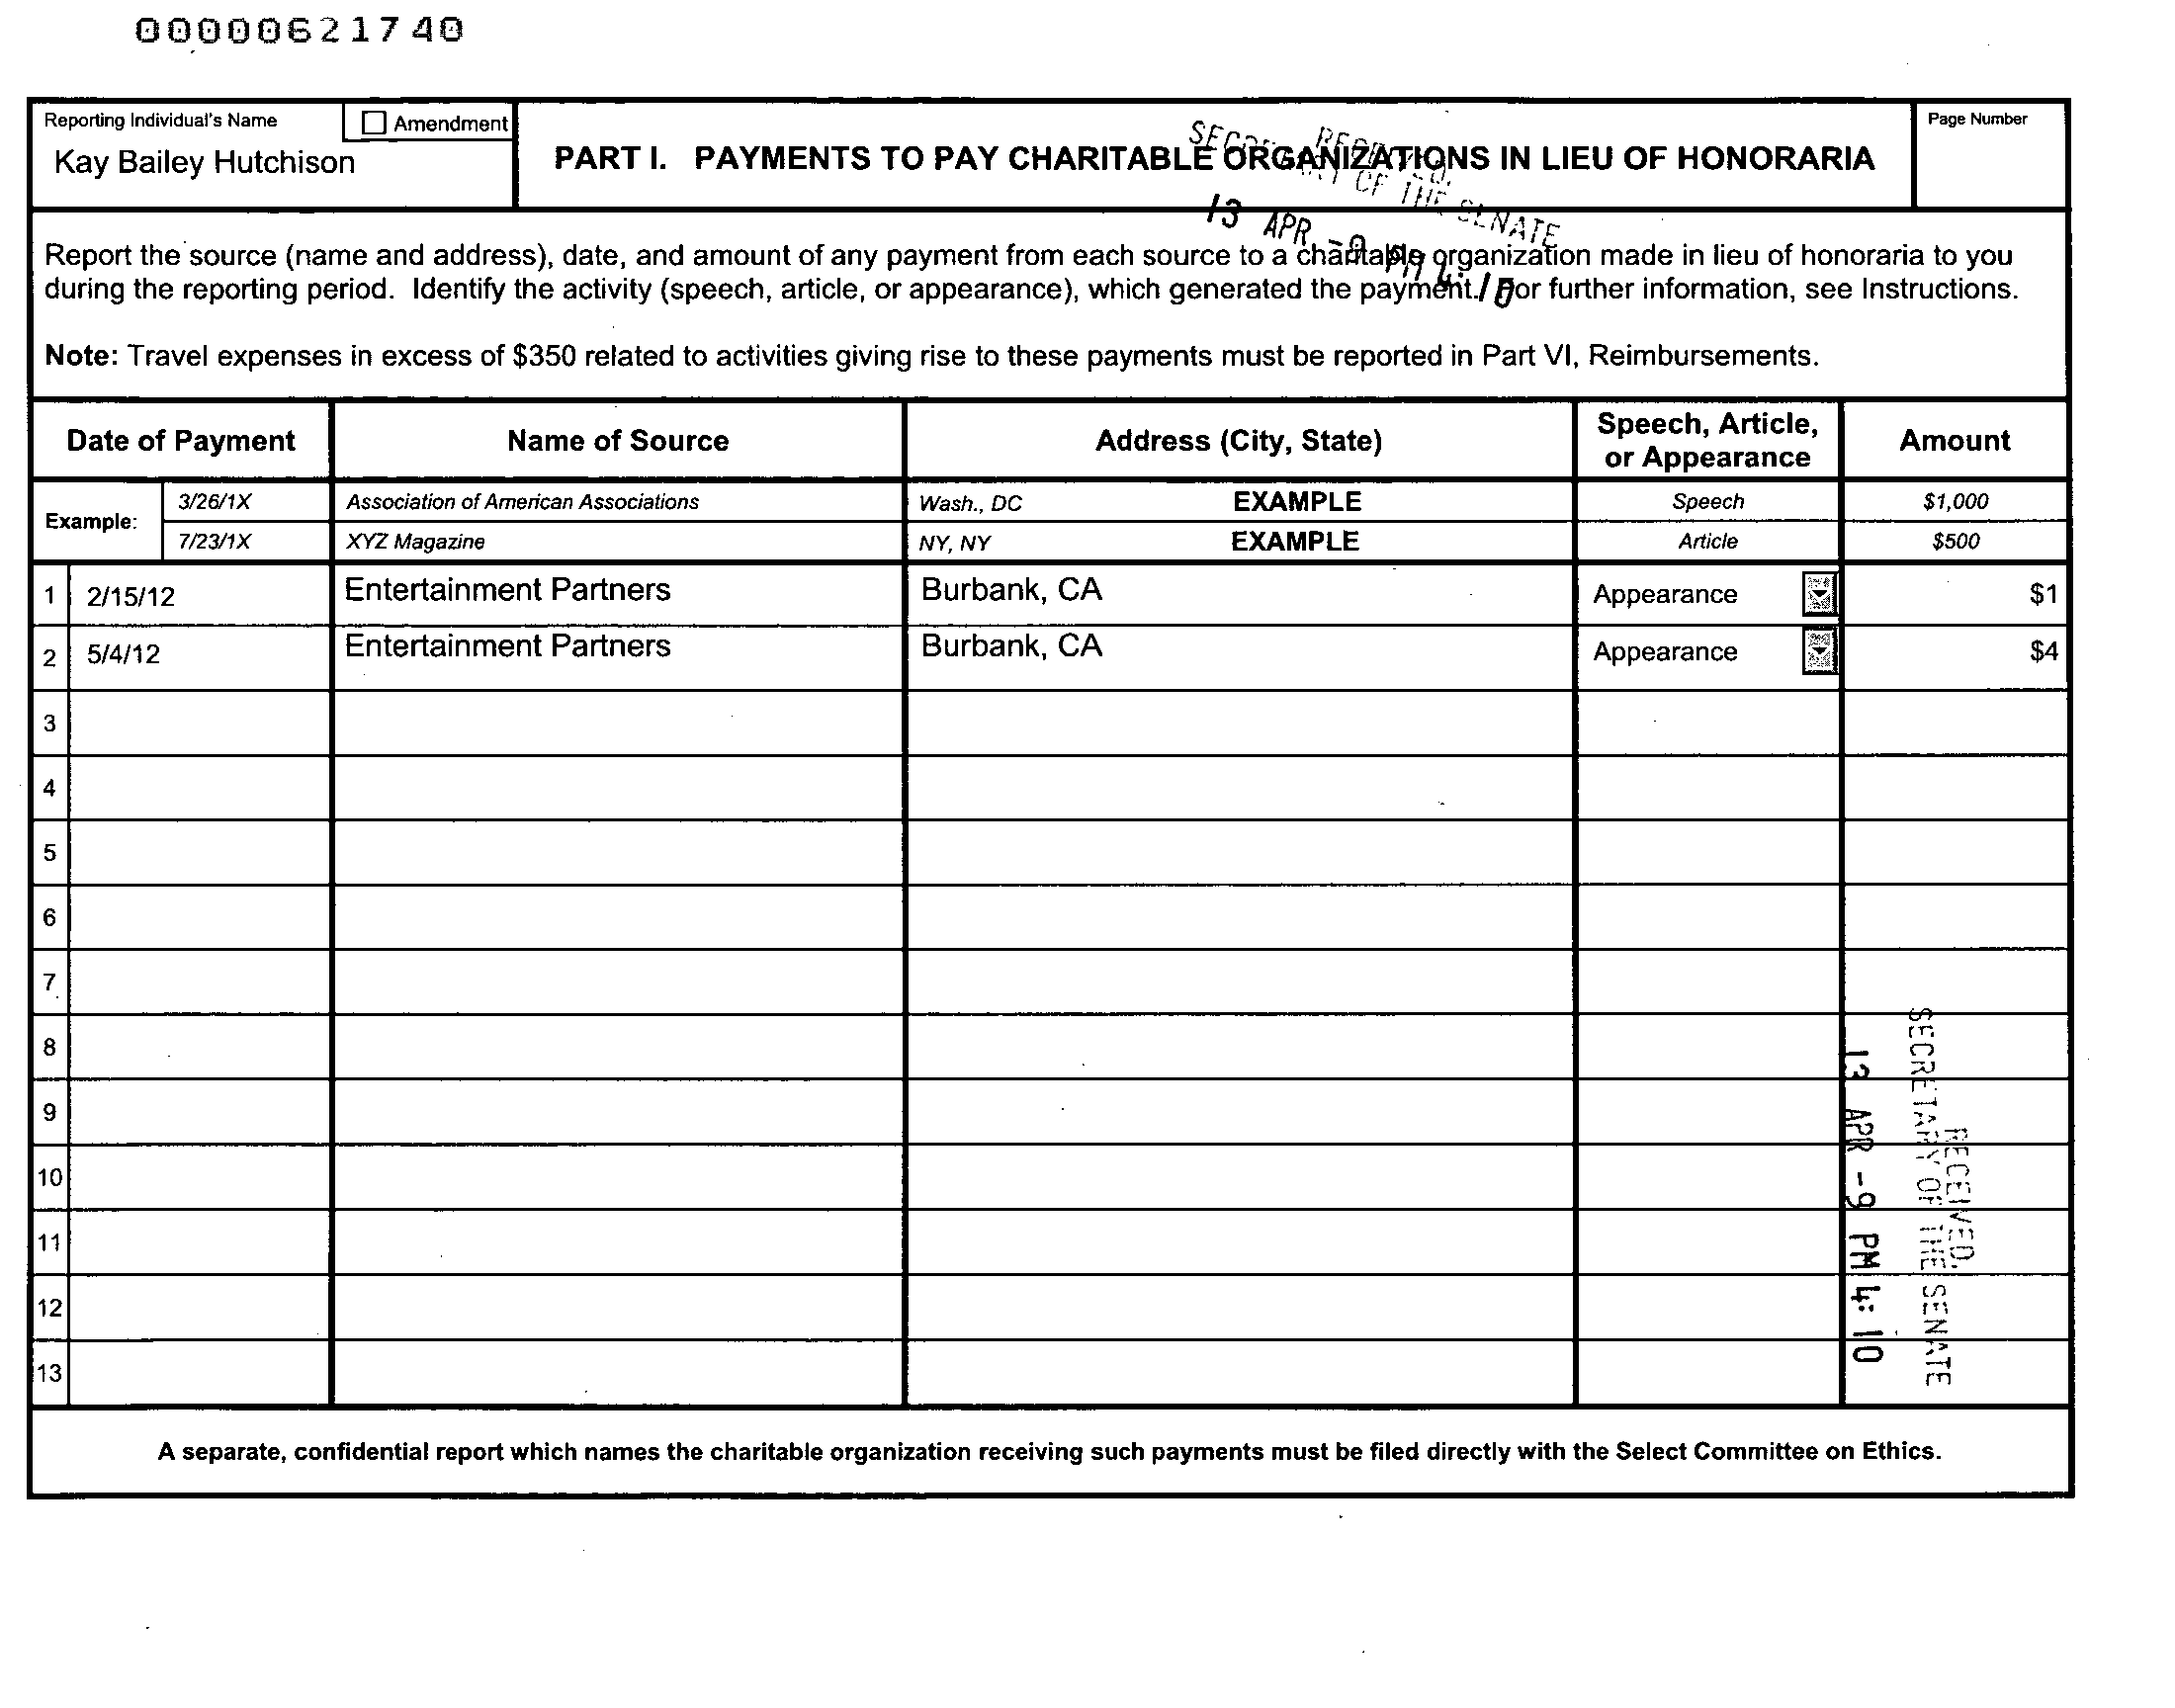 00000621740
Reporting Individual's Name
Amendment
Kay Bailey Hutchison
PART I. PAYMENTS TO PAY CHARITABLE ORGANIZATIONS IN LIEU OF HONORARIA
Page Number
OF THE SENATE
13 APR -9 PM 4:10
Report the source (name and address), date, and amount of any payment from each source to a charitable organization made in lieu of honoraria to you
during the reporting period. Identify the activity (speech, article, or appearance), which generated the payment. For further information, see Instructions.
Note: Travel expenses in excess of $350 related to activities giving rise to these payments must be reported in Part VI, Reimbursements.
Date of Payment Name of Source Address (City, State) Speech, Article, or Appearance Amount
Example: 3/26/1X Association of American Associations Wash., DC EXAMPLE Speech $1,000
7/23/1X XYZ Magazine NY, NY EXAMPLE Article $500
1 2/15/12 Entertainment Partners Burbank, CA Appearance $1
2 5/4/12 Entertainment Partners Burbank, CA Appearance $4
3
4
5
6
7
8
9
10
11
12
13
RECEIVED
SECRETARY OF THE SENATE
13 APR -9 PM 4:10
A separate, confidential report which names the charitable organization receiving such payments must be filed directly with the Select Committee on Ethics.